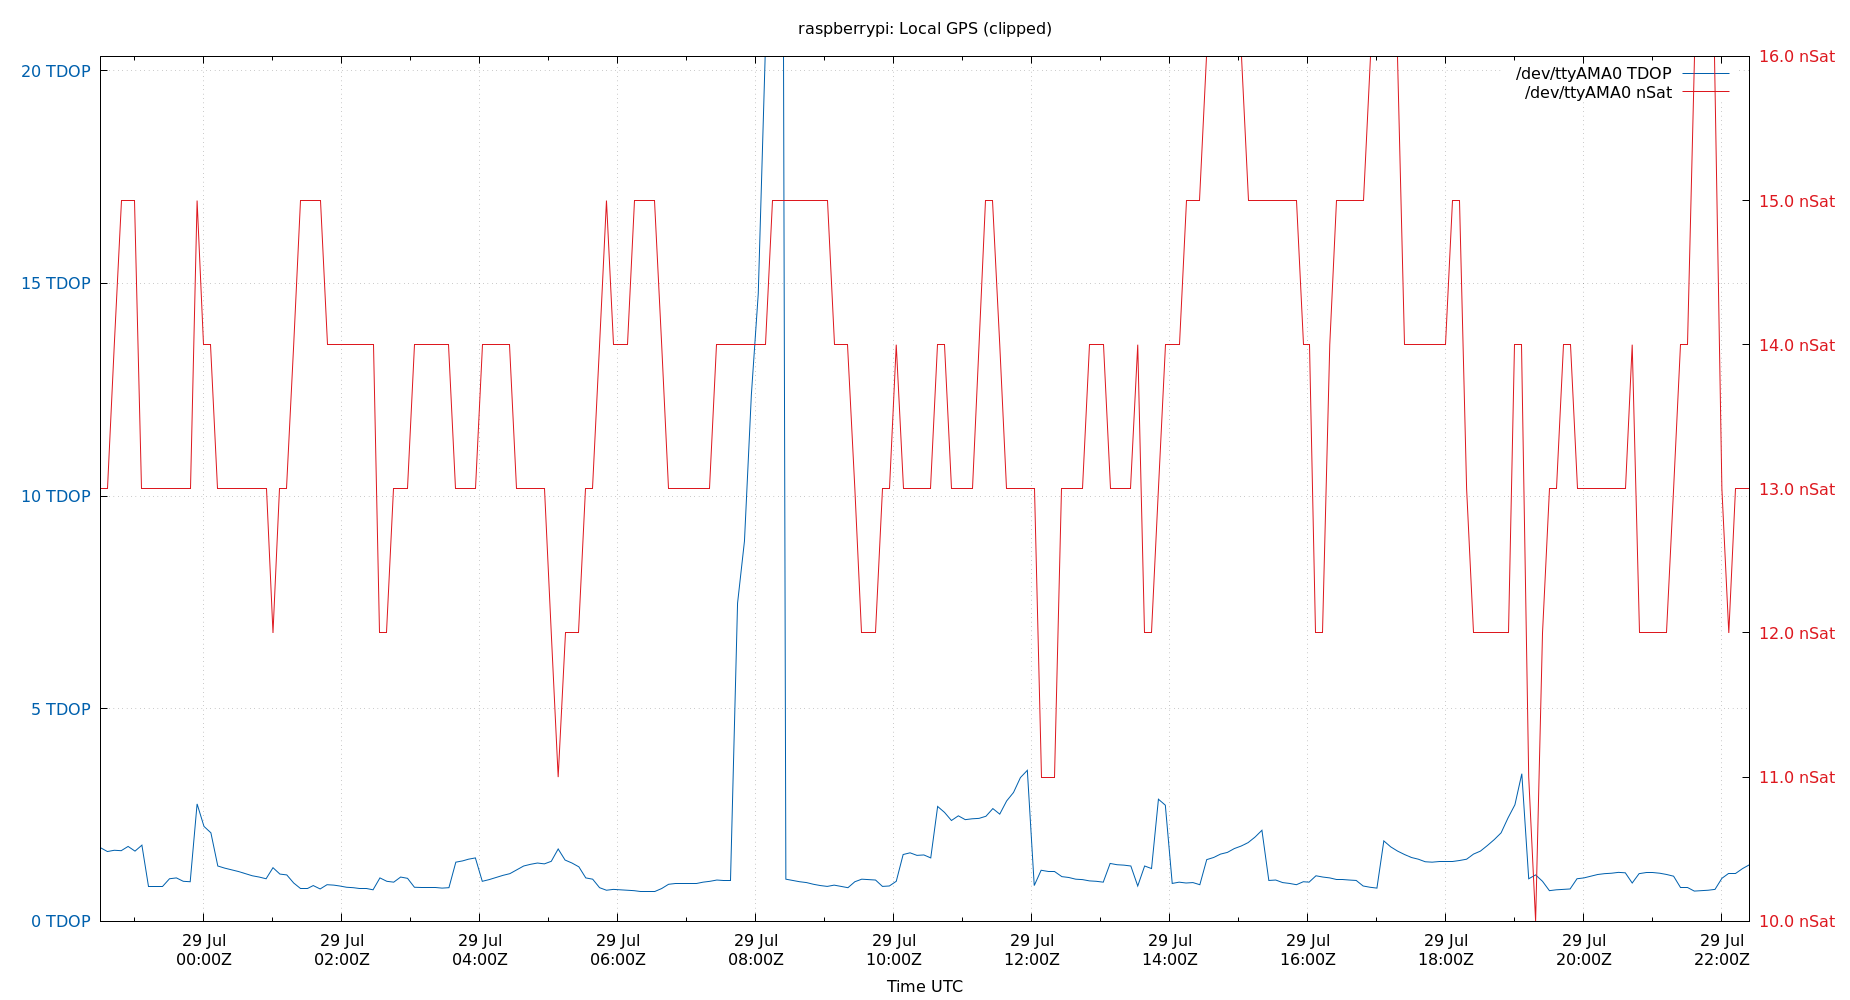 raspberrypi: Local GPS (clipped)
/dev/ttyAMA0 TDOP
/dev/ttyAMA0 nSat
20 TDOP
15 TDOP
10 TDOP
5 TDOP
0 TDOP
16.0 nSat
15.0 nSat
14.0 nSat
13.0 nSat
12.0 nSat
11.0 nSat
10.0 nSat
29 Jul 29 Jul 29 Jul 29 Jul 29 Jul 29 Jul 29 Jul 29 Jul 29 Jul 29 Jul 29 Jul 29 Jul
00:00Z 02:00Z 04:00Z 06:00Z 08:00Z 10:00Z 12:00Z 14:00Z 16:00Z 18:00Z 20:00Z 22:00Z
Time UTC